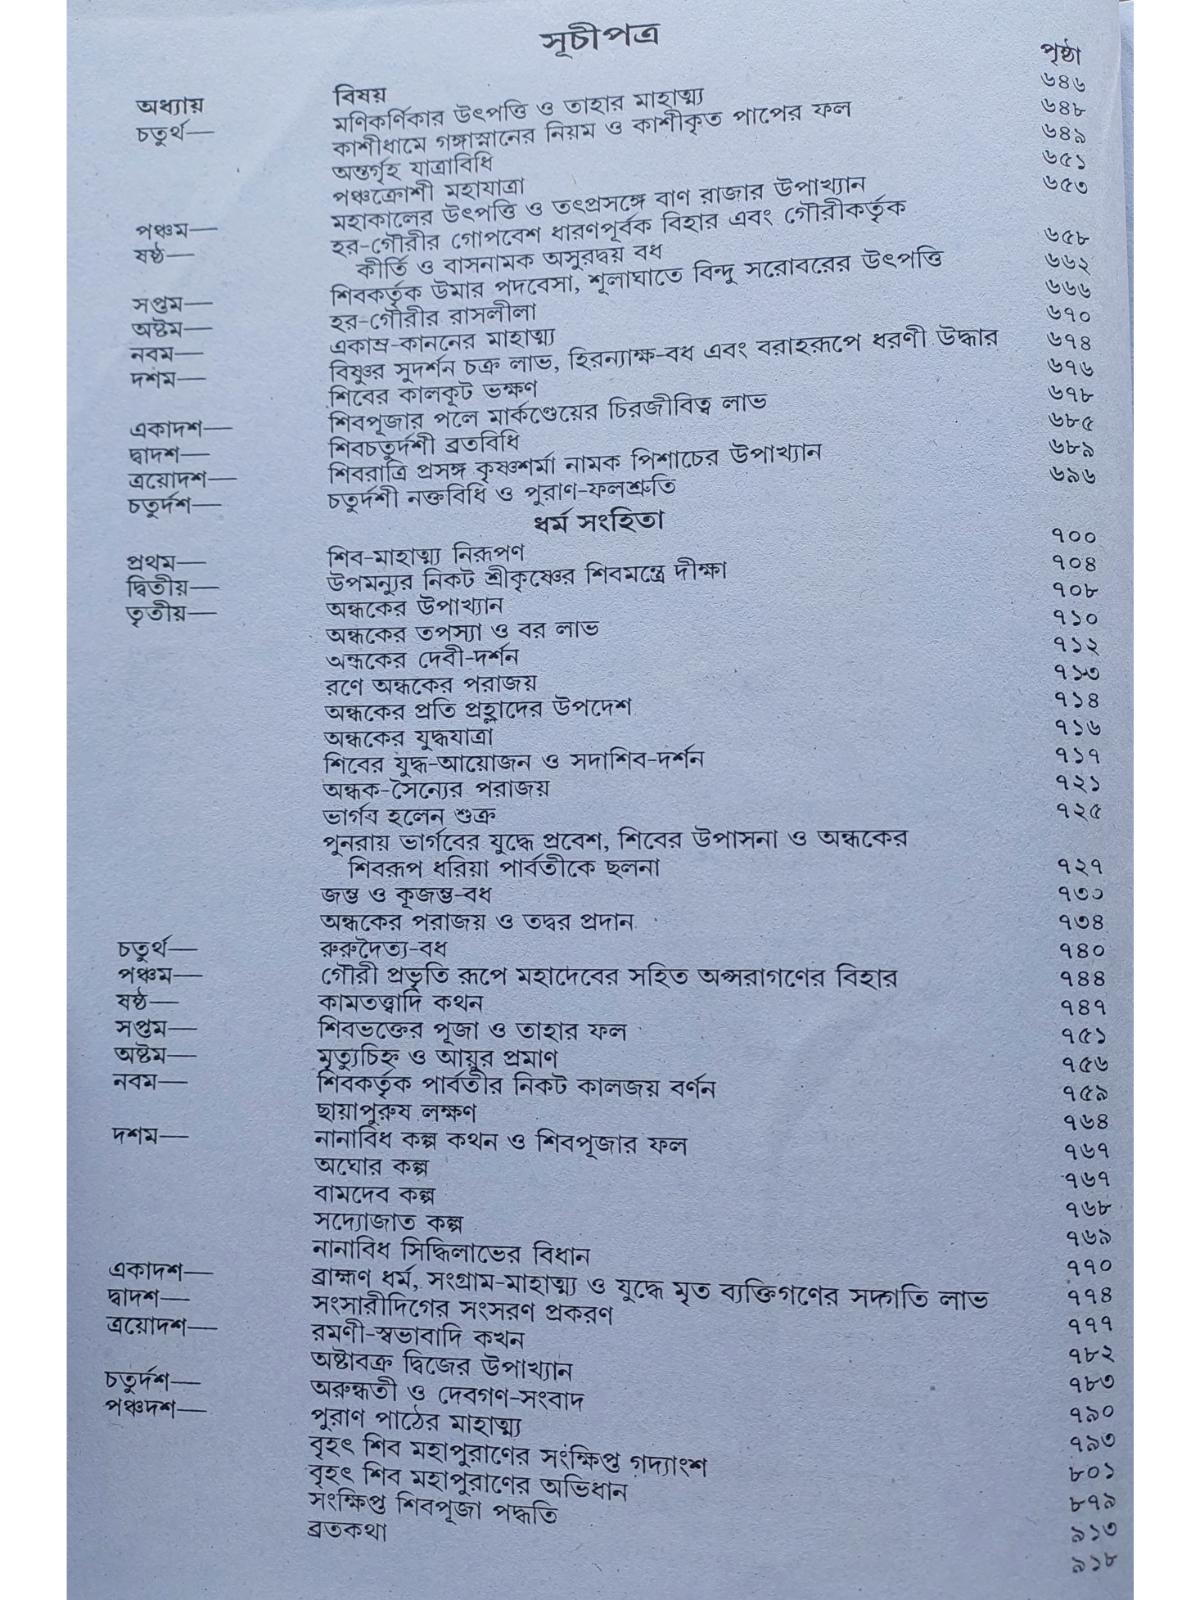 সূচীপত্র
অধ্যায় বিষয় পৃষ্ঠা
চতুর্থ— মণিকর্ণিকার উৎপত্তি ও তাহার মাহাত্ম্য ৬৪৬
কাশীধামে গঙ্গাস্নানের নিয়ম ও কাশীকৃত পাপের ফল ৬৪৮
অন্তর্গৃহ যাত্রাবিধি ৬৪৯
পঞ্চক্রোশী মহাযাত্রা ৬৫১
পঞ্চম— মহাকালের উৎপত্তি ও তৎপ্রসঙ্গে বাণ রাজার উপাখ্যান ৬৫৩
ষষ্ঠ— হর-গৌরীর গোপবেশ ধারণপূর্বক বিহার এবং গৌরীকর্তৃক
কীর্তি ও বাসনামক অসুরদ্বয় বধ ৬৫৮
সপ্তম— শিবকর্তৃক উমার পদবেসা, শূলাঘাতে বিন্দু সরোবরের উৎপত্তি ৬৬২
অষ্টম— হর-গৌরীর রাসলীলা ৬৬৬
নবম— একাম্র-কাননের মাহাত্ম্য ৬৭০
দশম— বিষ্ণুর সুদর্শন চক্র লাভ, হিরন্যাক্ষ-বধ এবং বরাহরূপে ধরণী উদ্ধার ৬৭৪
শিবের কালকূট ভক্ষণ ৬৭৬
একাদশ— শিবপূজার পলে মার্কণ্ডেয়ের চিরজীবিত্ব লাভ ৬৭৮
দ্বাদশ— শিবচতুর্দশী ব্রতবিধি ৬৮৫
ত্রয়োদশ— শিবরাত্রি প্রসঙ্গ কৃষ্ণশর্মা নামক পিশাচের উপাখ্যান ৬৮৯
চতুর্দশ— চতুর্দশী নক্তবিধি ও পুরাণ-ফলশ্রুতি ৬৯৬
ধর্ম সংহিতা
প্রথম— শিব-মাহাত্ম্য নিরূপণ ৭০০
দ্বিতীয়— উপমন্যুর নিকট শ্রীকৃষ্ণের শিবমন্ত্রে দীক্ষা ৭০৪
তৃতীয়— অন্ধকের উপাখ্যান ৭০৮
অন্ধকের তপস্যা ও বর লাভ ৭১০
অন্ধকের দেবী-দর্শন ৭১২
রণে অন্ধকের পরাজয় ৭১৩
অন্ধকের প্রতি প্রহ্লাদের উপদেশ ৭১৪
অন্ধকের যুদ্ধযাত্রা ৭১৬
শিবের যুদ্ধ-আয়োজন ও সদাশিব-দর্শন ৭১৭
অন্ধক-সৈন্যের পরাজয় ৭২১
ভার্গব হলেন শুক্র ৭২৫
পুনরায় ভার্গবের যুদ্ধে প্রবেশ, শিবের উপাসনা ও অন্ধকের
শিবরূপ ধরিয়া পার্বতীকে ছলনা ৭২৭
জম্ভ ও কূজম্ভ-বধ ৭৩১
অন্ধকের পরাজয় ও তদ্বর প্রদান ৭৩৪
চতুর্থ— রুরুদৈত্য-বধ ৭৪০
পঞ্চম— গৌরী প্রভৃতি রূপে মহাদেবের সহিত অপ্সরাগণের বিহার ৭৪৪
ষষ্ঠ— কামতত্ত্বাদি কথন ৭৪৭
সপ্তম— শিবভক্তের পূজা ও তাহার ফল ৭৫১
অষ্টম— মৃত্যুচিহ্ন ও আয়ুর প্রমাণ ৭৫৬
নবম— শিবকর্তৃক পার্বতীর নিকট কালজয় বর্ণন ৭৫৯
ছায়াপুরুষ লক্ষণ ৭৬৪
দশম— নানাবিধ কল্প কথন ও শিবপূজার ফল ৭৬৭
অঘোর কল্প ৭৬৭
বামদেব কল্প ৭৬৮
সদ্যোজাত কল্প ৭৬৯
নানাবিধ সিদ্ধিলাভের বিধান ৭৭০
একাদশ— ব্রাহ্মণ ধর্ম, সংগ্রাম-মাহাত্ম্য ও যুদ্ধে মৃত ব্যক্তিগণের সদ্গতি লাভ ৭৭৪
দ্বাদশ— সংসারীদিগের সংসরণ প্রকরণ ৭৭৭
ত্রয়োদশ— রমণী-স্বভাবাদি কখন ৭৮২
অষ্টাবক্র দ্বিজের উপাখ্যান ৭৮৩
চতুর্দশ— অরুন্ধতী ও দেবগণ-সংবাদ ৭৯০
পঞ্চদশ— পুরাণ পাঠের মাহাত্ম্য ৭৯৩
বৃহৎ শিব মহাপুরাণের সংক্ষিপ্ত গদ্যাংশ ৮০১
বৃহৎ শিব মহাপুরাণের অভিধান ৮৭৯
সংক্ষিপ্ত শিবপূজা পদ্ধতি ৯১৩
ব্রতকথা ৯১৮